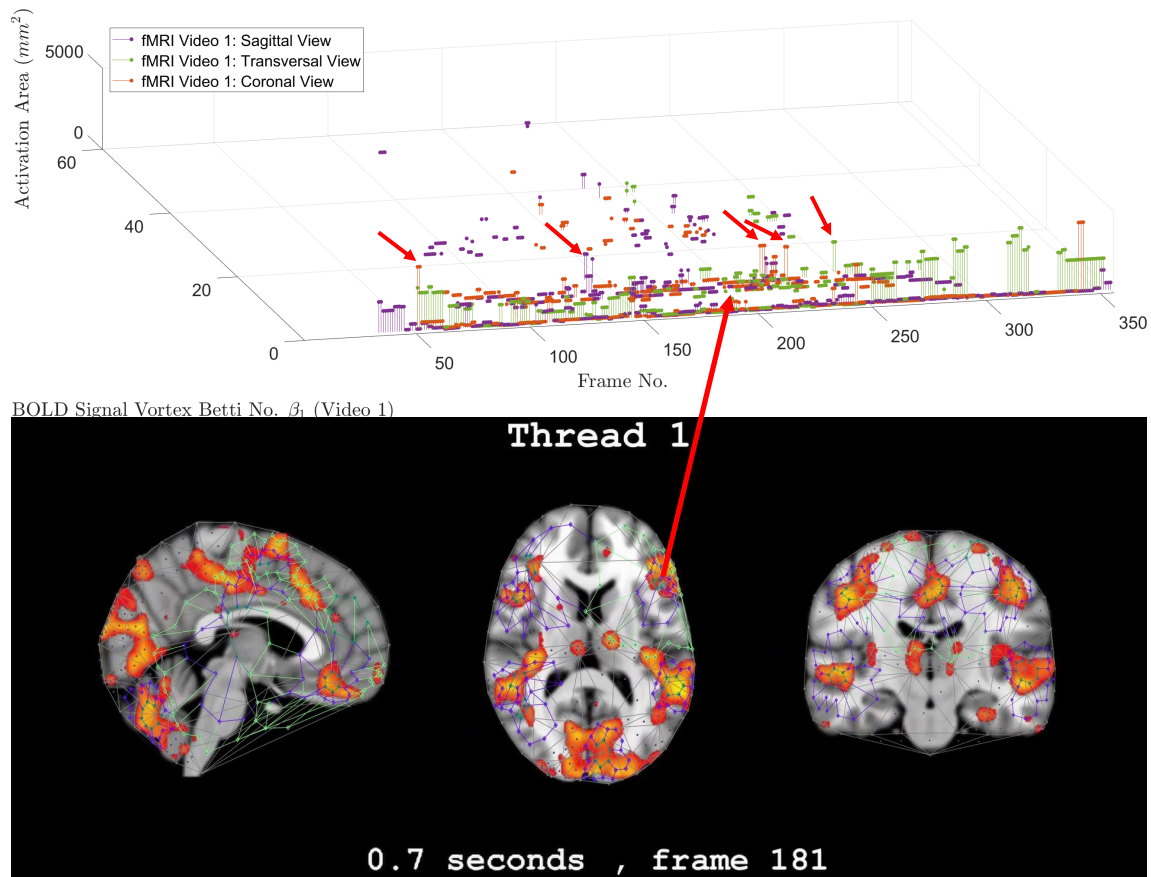 Activation Area (mm²)
5000
0
60
40
20
0
fMRI Video 1: Sagittal View
fMRI Video 1: Transversal View
fMRI Video 1: Coronal View
50
100
150
200
250
300
350
Frame No.
BOLD Signal Vortex Betti No. β₁ (Video 1)
Thread 1
0.7 seconds , frame 181